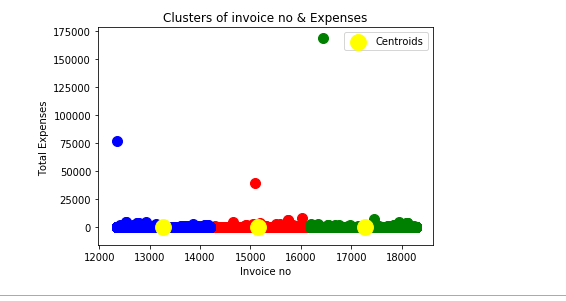 Clusters of invoice no & Expenses
175000
150000
125000
100000
75000
50000
25000
0
Total Expenses
Centroids
12000 13000 14000 15000 16000 17000 18000
Invoice no